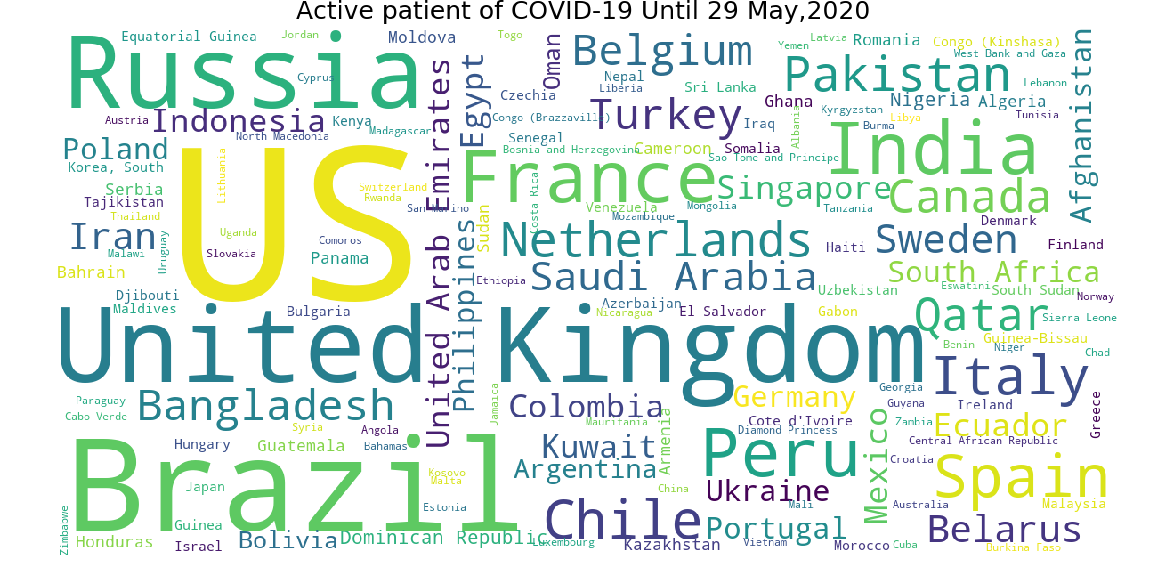 Active patient of COVID-19 Until 29 May,2020
Russia
Equatorial Guinea
Jordan
Moldova
Togo
Oman
Belgium
Yemen
Latvia
Romania
Congo (Kinshasa)
West Bank and Gaza
Afghanistan
Cyprus
Egypt
Nepal
Liberia
Sri Lanka
Pakistan
Lebanon
Czechia
Turkey
Ghana
Nigeria
Algeria
Kyrgyzstan
Libya
Tunisia
Austria
Indonesia
Kenya
Madagascar
North Macedonia
Congo (Brazzaville)
Iraq
Albania
Burma
India
Poland
Korea, South
US
United Arab Emirates
Senegal
Bosnia and Herzegovina
Cameroon
Somalia
Sao Tome and Principe
France
Singapore
Canada
Serbia
Lithuania
Switzerland
Rwanda
Tajikistan
San Marino
Costa Rica
Venezuela
Mongolia
Tanzania
Thailand
Mozambique
Denmark
Iran
Uruguay
Uganda
Comoros
Sudan
Netherlands
Haiti
Sweden
Finland
Malawi
Slovakia
Panama
Philippines
Bahrain
Ethiopia
Saudi Arabia
South Africa
Djibouti
Maldives
Bulgaria
Azerbaijan
Nicaragua
El Salvador
Uzbekistan
Gabon
Eswatini
South Sudan
Norway
United Kingdom
Qatar
Sierra Leone
Guinea-Bissau
Benin
Niger
Chad
Italy
Paraguay
Cabo Verde
Bangladesh
Jamaica
Colombia
Germany
Georgia
Guyana
Ireland
Greece
Syria
Angola
Mauritania
Armenia
Cote d'Ivoire
Diamond Princess
Mexico
Zambia
Ecuador
Brazil
Hungary
Guatemala
Bahamas
Kuwait
Peru
Central African Republic
Croatia
Spain
Japan
Kosovo
Malta
Argentina
China
Ukraine
Estonia
Mali
Australia
Malaysia
Zimbabwe
Guinea
Chile
Portugal
Belarus
Honduras
Israel
Bolivia
Dominican Republic
Luxembourg
Kazakhstan
Vietnam
Morocco
Cuba
Burkina Faso